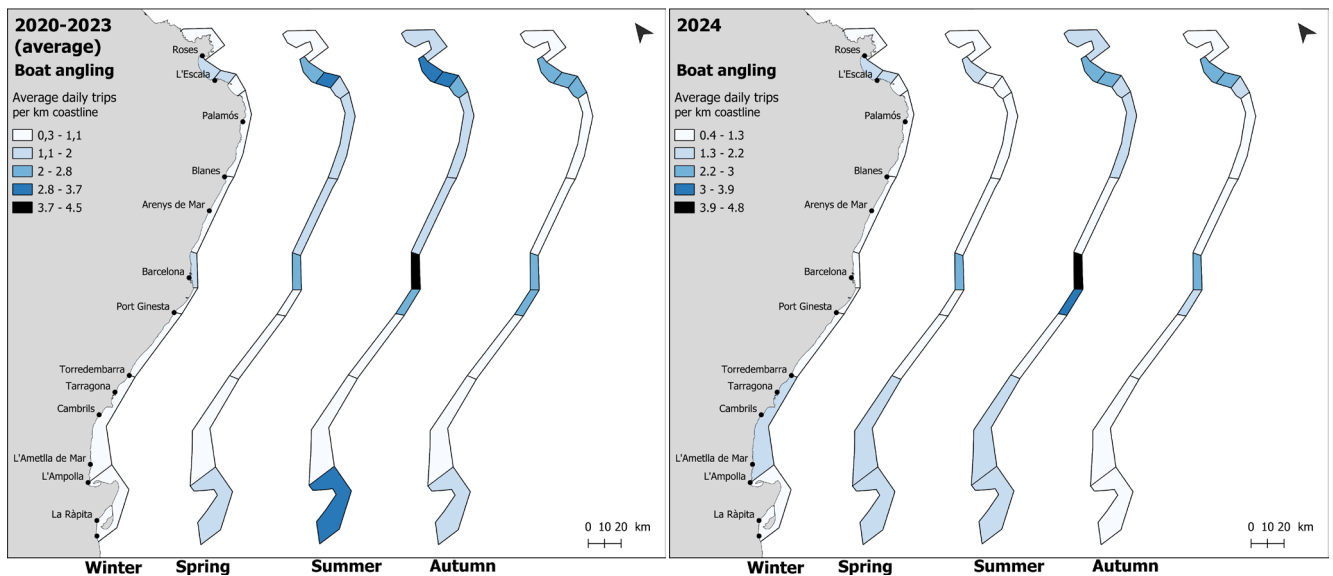 2020-2023
(average)
Boat angling
Average daily trips
per km coastline
0,3 - 1,1
1,1 - 2
2 - 2.8
2.8 - 3.7
3.7 - 4.5
Roses
L'Escala
Palamós
Blanes
Arenys de Mar
Barcelona
Port Ginesta
Torredembarra
Tarragona
Cambrils
L'Ametlla de Mar
L'Ampolla
La Ràpita
0 10 20 km
Winter Spring Summer Autumn
2024
Boat angling
Average daily trips
per km coastline
0.4 - 1.3
1.3 - 2.2
2.2 - 3
3 - 3.9
3.9 - 4.8
Roses
L'Escala
Palamós
Blanes
Arenys de Mar
Barcelona
Port Ginesta
Torredembarra
Tarragona
Cambrils
L'Ametlla de Mar
L'Ampolla
La Ràpita
0 10 20 km
Winter Spring Summer Autumn